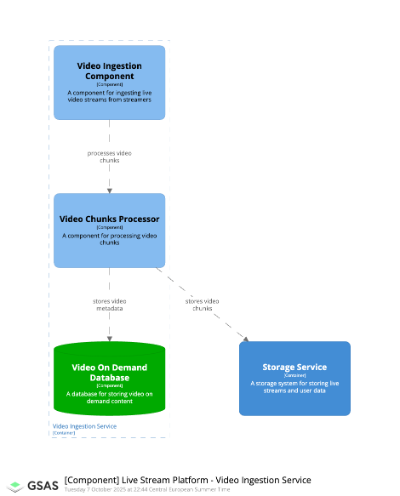 Video Ingestion
Component
[Component]
A component for ingesting live
video streams from streamers
processes video
chunks
Video Chunks Processor
[Component]
A component for processing video
chunks
stores video
metadata
stores video
chunks
Video On Demand
Database
[Component]
A database for storing video on
demand content
Storage Service
[Container]
A storage system for storing live
streams and user data
Video Ingestion Service
[Container]
GSAS
[Component] Live Stream Platform - Video Ingestion Service
Tuesday 7 October 2025 at 22:44 Central European Summer Time